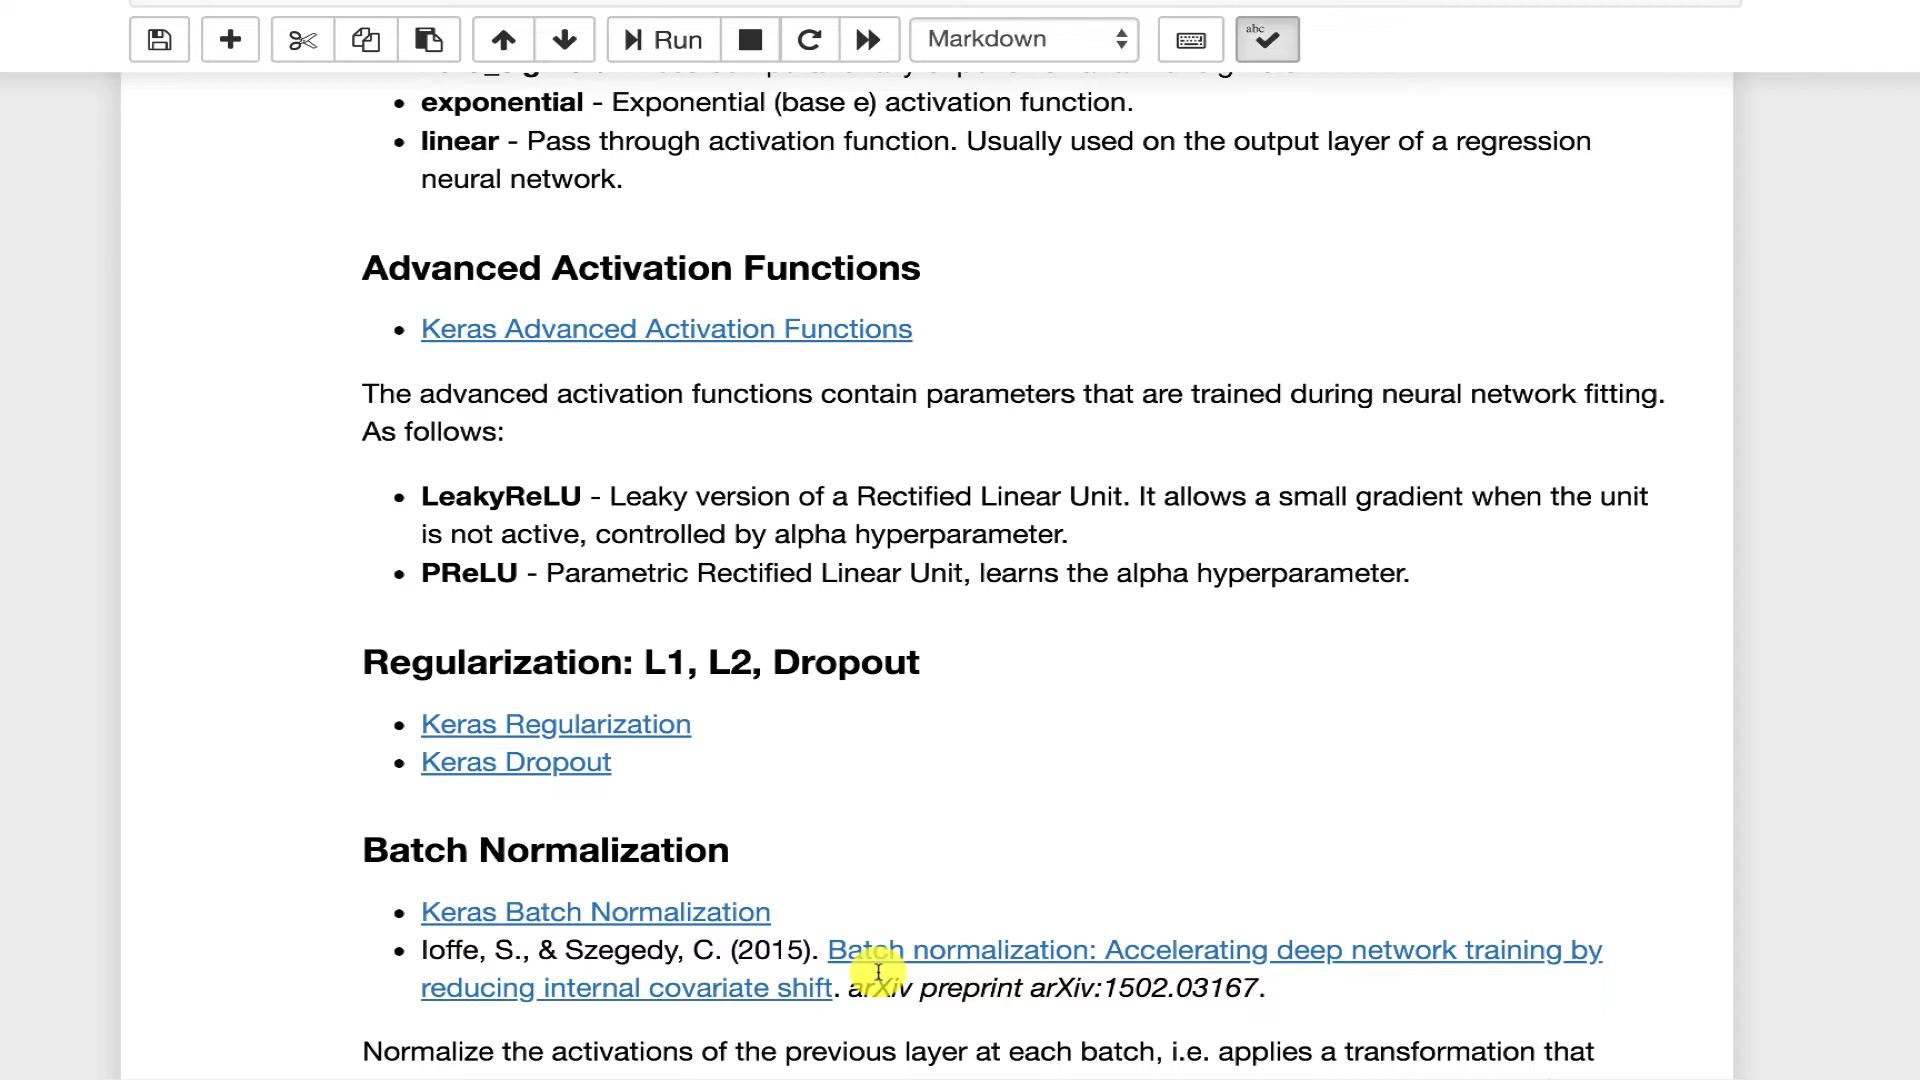 Run
Markdown
abc
exponential - Exponential (base e) activation function.
linear - Pass through activation function. Usually used on the output layer of a regression
neural network.
Advanced Activation Functions
Keras Advanced Activation Functions
The advanced activation functions contain parameters that are trained during neural network fitting.
As follows:
LeakyReLU - Leaky version of a Rectified Linear Unit. It allows a small gradient when the unit
is not active, controlled by alpha hyperparameter.
PReLU - Parametric Rectified Linear Unit, learns the alpha hyperparameter.
Regularization: L1, L2, Dropout
Keras Regularization
Keras Dropout
Batch Normalization
Keras Batch Normalization
Ioffe, S., & Szegedy, C. (2015). Batch normalization: Accelerating deep network training by
reducing internal covariate shift. arXiv preprint arXiv:1502.03167.
Normalize the activations of the previous layer at each batch, i.e. applies a transformation that